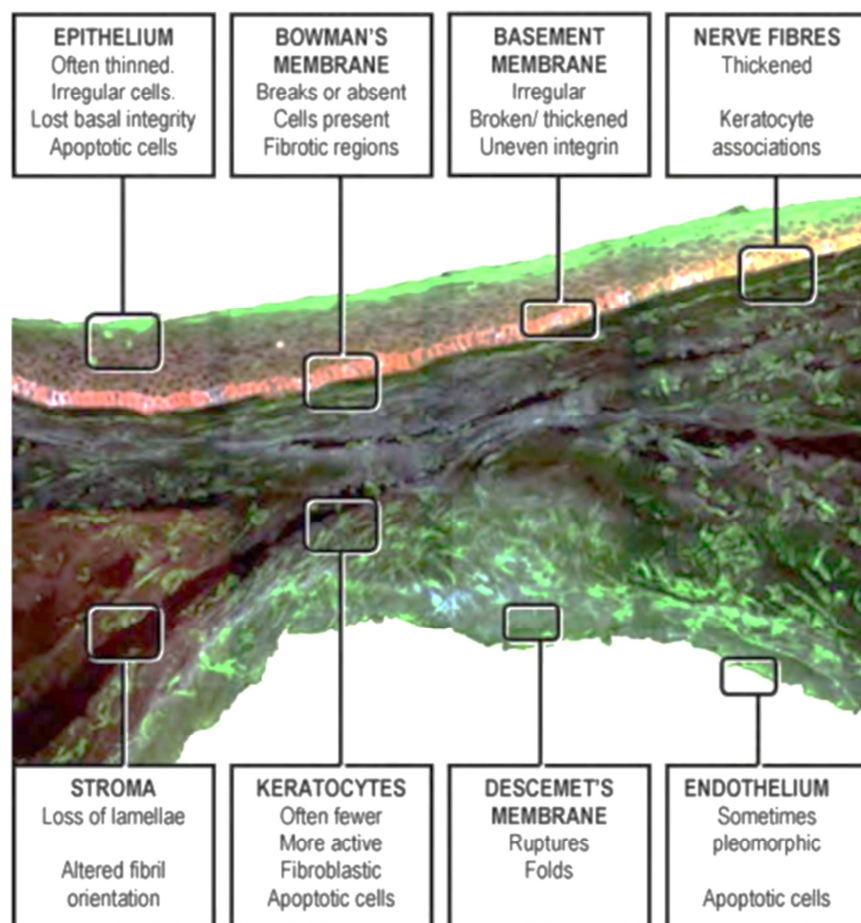 EPITHELIUM
Often thinned.
Irregular cells.
Lost basal integrity
Apoptotic cells
BOWMAN'S
MEMBRANE
Breaks or absent
Cells present
Fibrotic regions
BASEMENT
MEMBRANE
Irregular
Broken/ thickened
Uneven integrin
NERVE FIBRES
Thickened
Keratocyte
associations
STROMA
Loss of lamellae
Altered fibril
orientation
KERATOCYTES
Often fewer
More active
Fibroblastic
Apoptotic cells
DESCEMET'S
MEMBRANE
Ruptures
Folds
ENDOTHELIUM
Sometimes
pleomorphic
Apoptotic cells